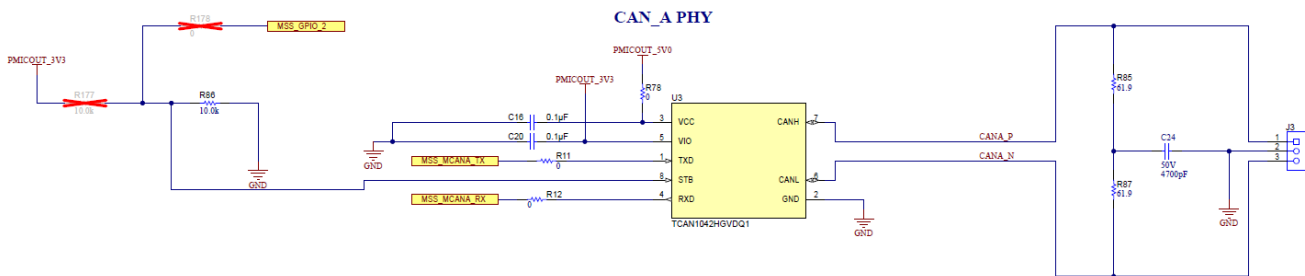 CAN_A PHY
R178
0
MSS_GPIO_2
PMICOUT_5V0
PMICOUT_3V3
PMICOUT_3V3
R78
0
R177
10.0k
R86
10.0k
U3
R85
61.9
C16 0.1µF
3 VCC CANH 7
C20 0.1µF
5 VIO
CANA_P
J3
1
2
3
GND
MSS_MCANA_TX
R11
0
1 TXD
CANA_N
C24
50V
4700pF
GND
8 STB CANL 6
MSS_MCANA_RX
R12
0
4 RXD GND 2
R87
61.9
GND
GND
TCAN1042HGVDQ1